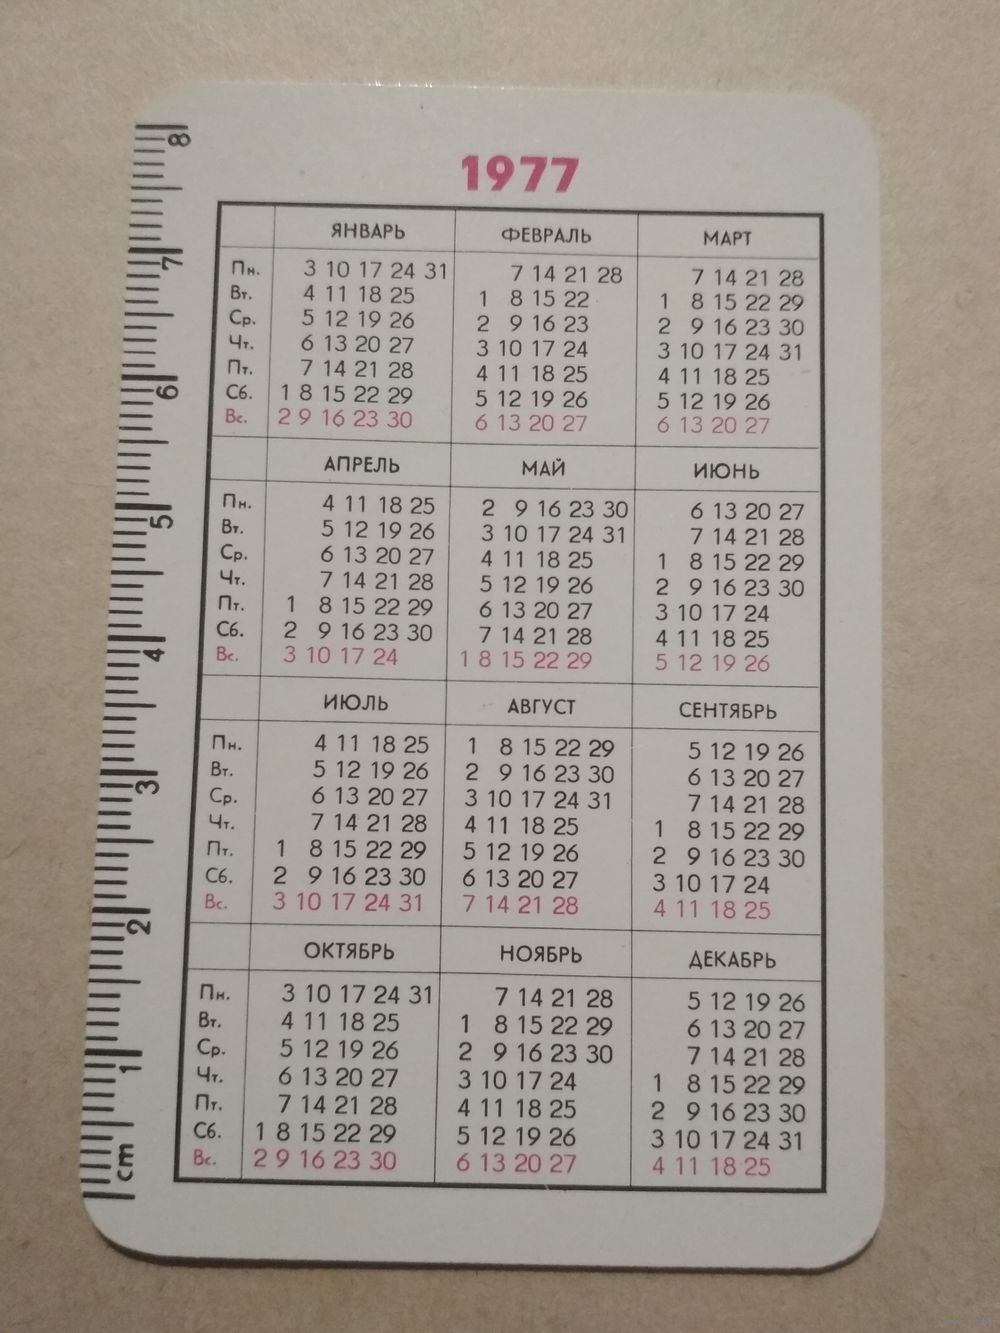 1977
ЯНВАРЬ ФЕВРАЛЬ МАРТ
Пн. 3 10 17 24 31 7 14 21 28 7 14 21 28
Вт. 4 11 18 25 1 8 15 22 1 8 15 22 29
Ср. 5 12 19 26 2 9 16 23 2 9 16 23 30
Чт. 6 13 20 27 3 10 17 24 3 10 17 24 31
Пт. 7 14 21 28 4 11 18 25 4 11 18 25
Сб. 1 8 15 22 29 5 12 19 26 5 12 19 26
Вс. 2 9 16 23 30 6 13 20 27 6 13 20 27
АПРЕЛЬ МАЙ ИЮНЬ
Пн. 4 11 18 25 2 9 16 23 30 6 13 20 27
Вт. 5 12 19 26 3 10 17 24 31 7 14 21 28
Ср. 6 13 20 27 4 11 18 25 1 8 15 22 29
Чт. 7 14 21 28 5 12 19 26 2 9 16 23 30
Пт. 1 8 15 22 29 6 13 20 27 3 10 17 24
Сб. 2 9 16 23 30 7 14 21 28 4 11 18 25
Вс. 3 10 17 24 1 8 15 22 29 5 12 19 26
ИЮЛЬ АВГУСТ СЕНТЯБРЬ
Пн. 4 11 18 25 1 8 15 22 29 5 12 19 26
Вт. 5 12 19 26 2 9 16 23 30 6 13 20 27
Ср. 6 13 20 27 3 10 17 24 31 7 14 21 28
Чт. 7 14 21 28 4 11 18 25 1 8 15 22 29
Пт. 1 8 15 22 29 5 12 19 26 2 9 16 23 30
Сб. 2 9 16 23 30 6 13 20 27 3 10 17 24
Вс. 3 10 17 24 31 7 14 21 28 4 11 18 25
ОКТЯБРЬ НОЯБРЬ ДЕКАБРЬ
Пн. 3 10 17 24 31 7 14 21 28 5 12 19 26
Вт. 4 11 18 25 1 8 15 22 29 6 13 20 27
Ср. 5 12 19 26 2 9 16 23 30 7 14 21 28
Чт. 6 13 20 27 3 10 17 24 1 8 15 22 29
Пт. 7 14 21 28 4 11 18 25 2 9 16 23 30
Сб. 1 8 15 22 29 5 12 19 26 3 10 17 24 31
Вс. 2 9 16 23 30 6 13 20 27 4 11 18 25
cm 1 2 3 4 5 6 7 8